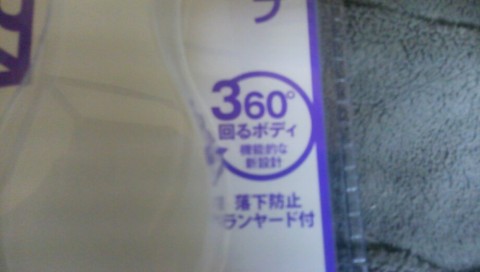 プ
360°
回るボディ
機能的な
新設計
落下防止
ランヤード付